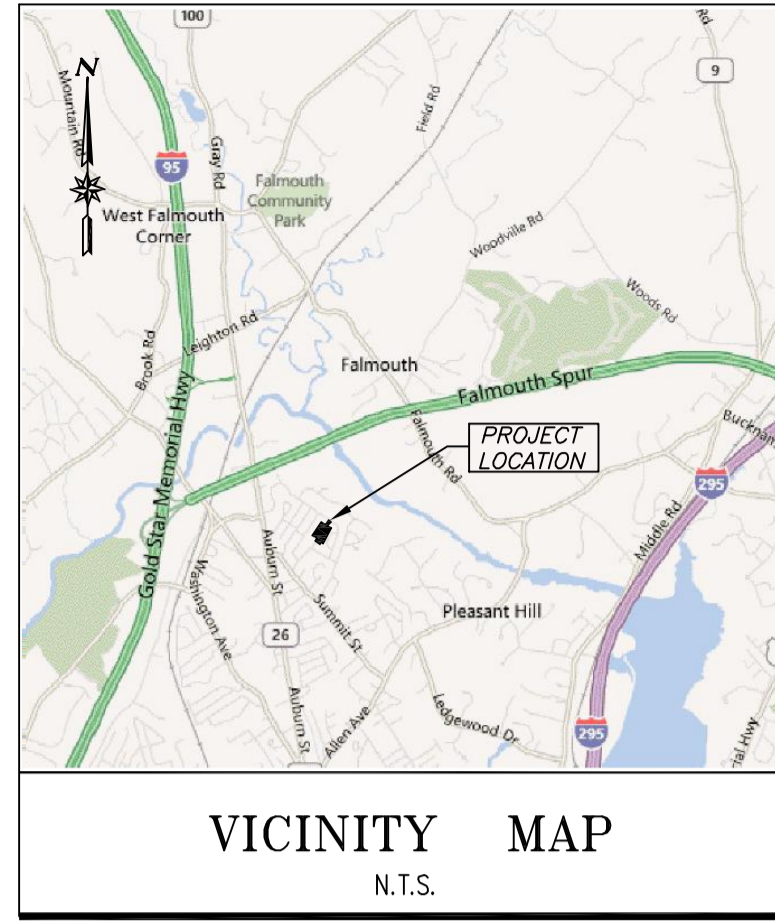 100
Rd
N
Mountain Rd
9
Field Rd
95
Gray Rd
Falmouth
Community
Park
West Falmouth
Corner
Woodville Rd
Woods Rd
Leighton Rd
Brook Rd
Falmouth
Falmouth Spur
Gold Star Memorial Hwy
Falmouth Rd
Bucknam
PROJECT
LOCATION
295
Middle Rd
Auburn St
Washington Ave
Summit St
Pleasant Hill
26
Auburn St
Allen Ave
Ledgewood Dr
295
ial Hwy
VICINITY MAP
N.T.S.